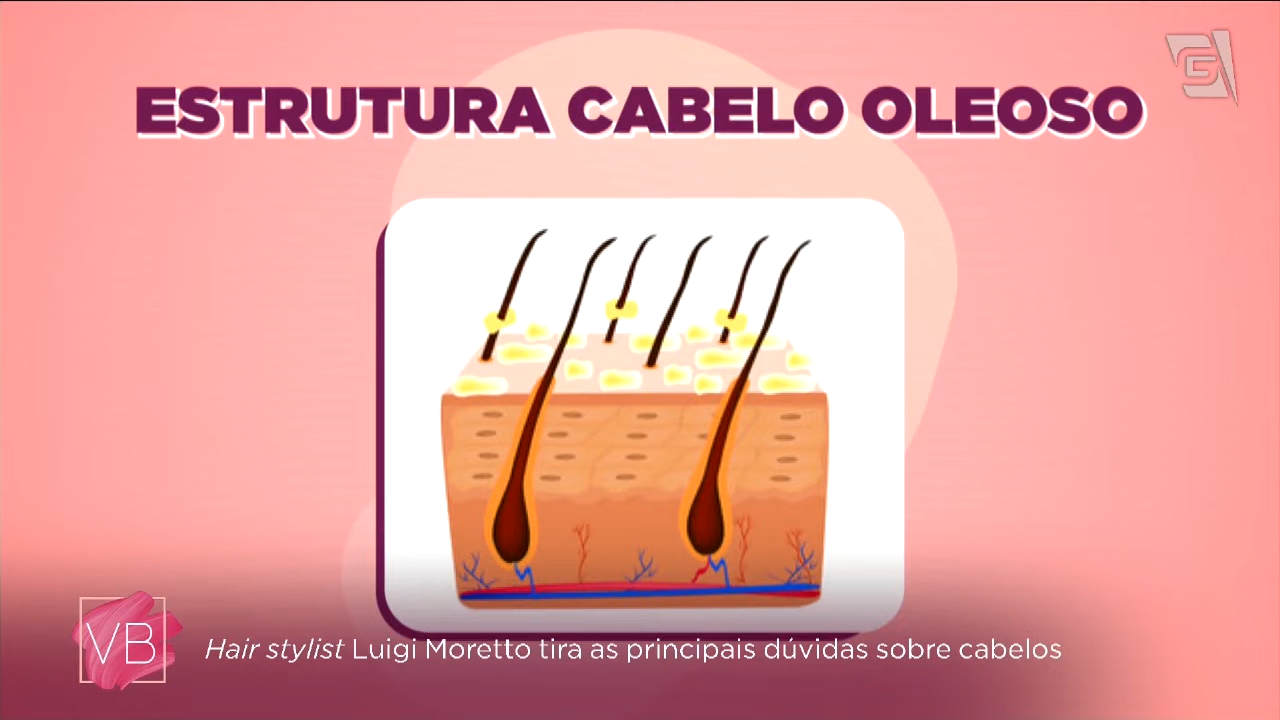 ESTRUTURA CABELO OLEOSO
VB
Hair stylist Luigi Moretto tira as principais dúvidas sobre cabelos